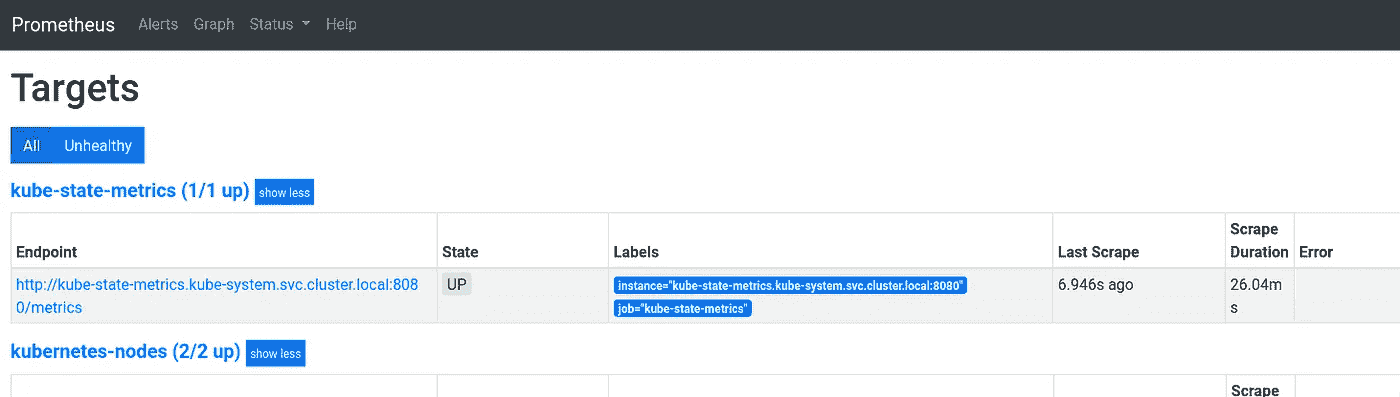 Prometheus Alerts Graph Status Help
Targets
All Unhealthy
kube-state-metrics (1/1 up) show less
Endpoint State Labels Last Scrape Scrape Duration Error
http://kube-state-metrics.kube-system.svc.cluster.local:808
0/metrics
UP
instance="kube-state-metrics.kube-system.svc.cluster.local:8080"
job="kube-state-metrics"
6.946s ago
26.04m
s
kubernetes-nodes (2/2 up) show less
Scrape